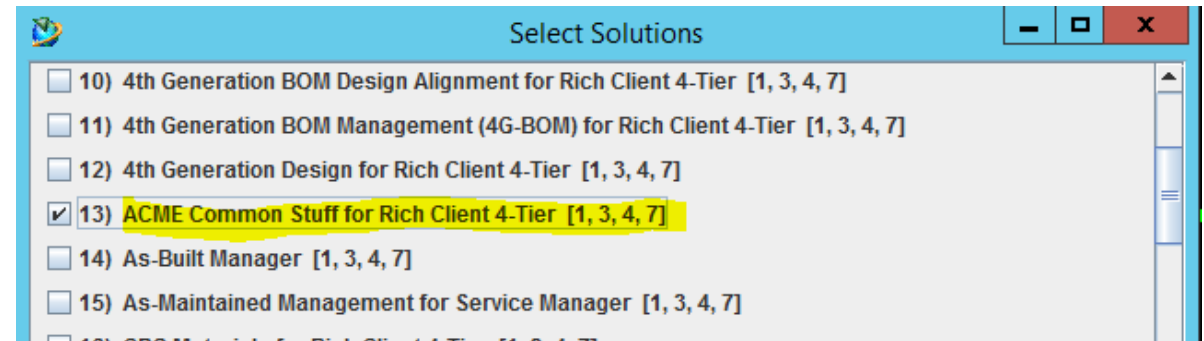 Select Solutions
10) 4th Generation BOM Design Alignment for Rich Client 4-Tier [1, 3, 4, 7]
11) 4th Generation BOM Management (4G-BOM) for Rich Client 4-Tier [1, 3, 4, 7]
12) 4th Generation Design for Rich Client 4-Tier [1, 3, 4, 7]
13) ACME Common Stuff for Rich Client 4-Tier [1, 3, 4, 7]
14) As-Built Manager [1, 3, 4, 7]
15) As-Maintained Management for Service Manager [1, 3, 4, 7]